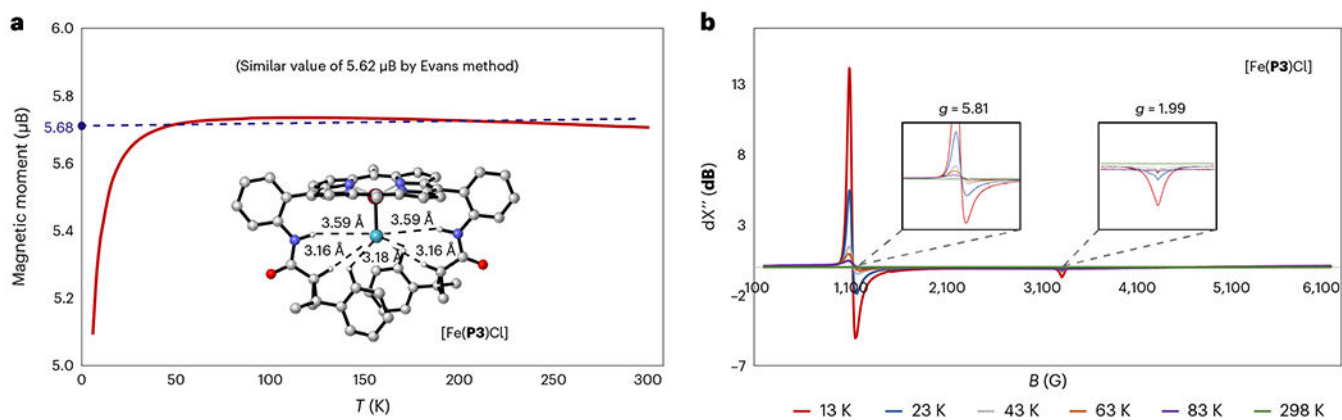 a
6.0
(Similar value of 5.62 µB by Evans method)
5.8
5.68
5.6
5.4
5.2
5.0
Magnetic moment (µB)
3.59 Å
3.59 Å
3.16 Å
3.18 Å
3.16 Å
[Fe(P3)Cl]
0
50
100
150
200
250
300
T (K)
b
[Fe(P3)Cl]
13
8
3
−2
−7
dX″ (dB)
g = 5.81
g = 1.99
100
1,100
2,100
3,100
4,100
5,100
6,100
B (G)
13 K
23 K
43 K
63 K
83 K
298 K